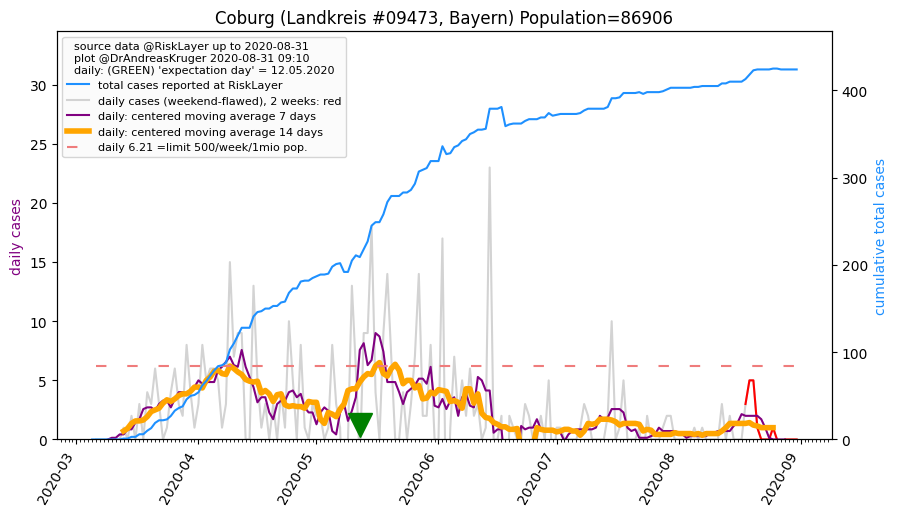 Coburg (Landkreis #09473, Bayern) Population=86906
source data @RiskLayer up to 2020-08-31
plot @DrAndreasKruger 2020-08-31 09:10
daily: (GREEN) 'expectation day' = 12.05.2020
total cases reported at RiskLayer
daily cases (weekend-flawed), 2 weeks: red
daily: centered moving average 7 days
daily: centered moving average 14 days
daily 6.21 =limit 500/week/1mio pop.
daily cases
30
25
20
15
10
5
0
cumulative total cases
400
300
200
100
0
2020-03
2020-04
2020-05
2020-06
2020-07
2020-08
2020-09